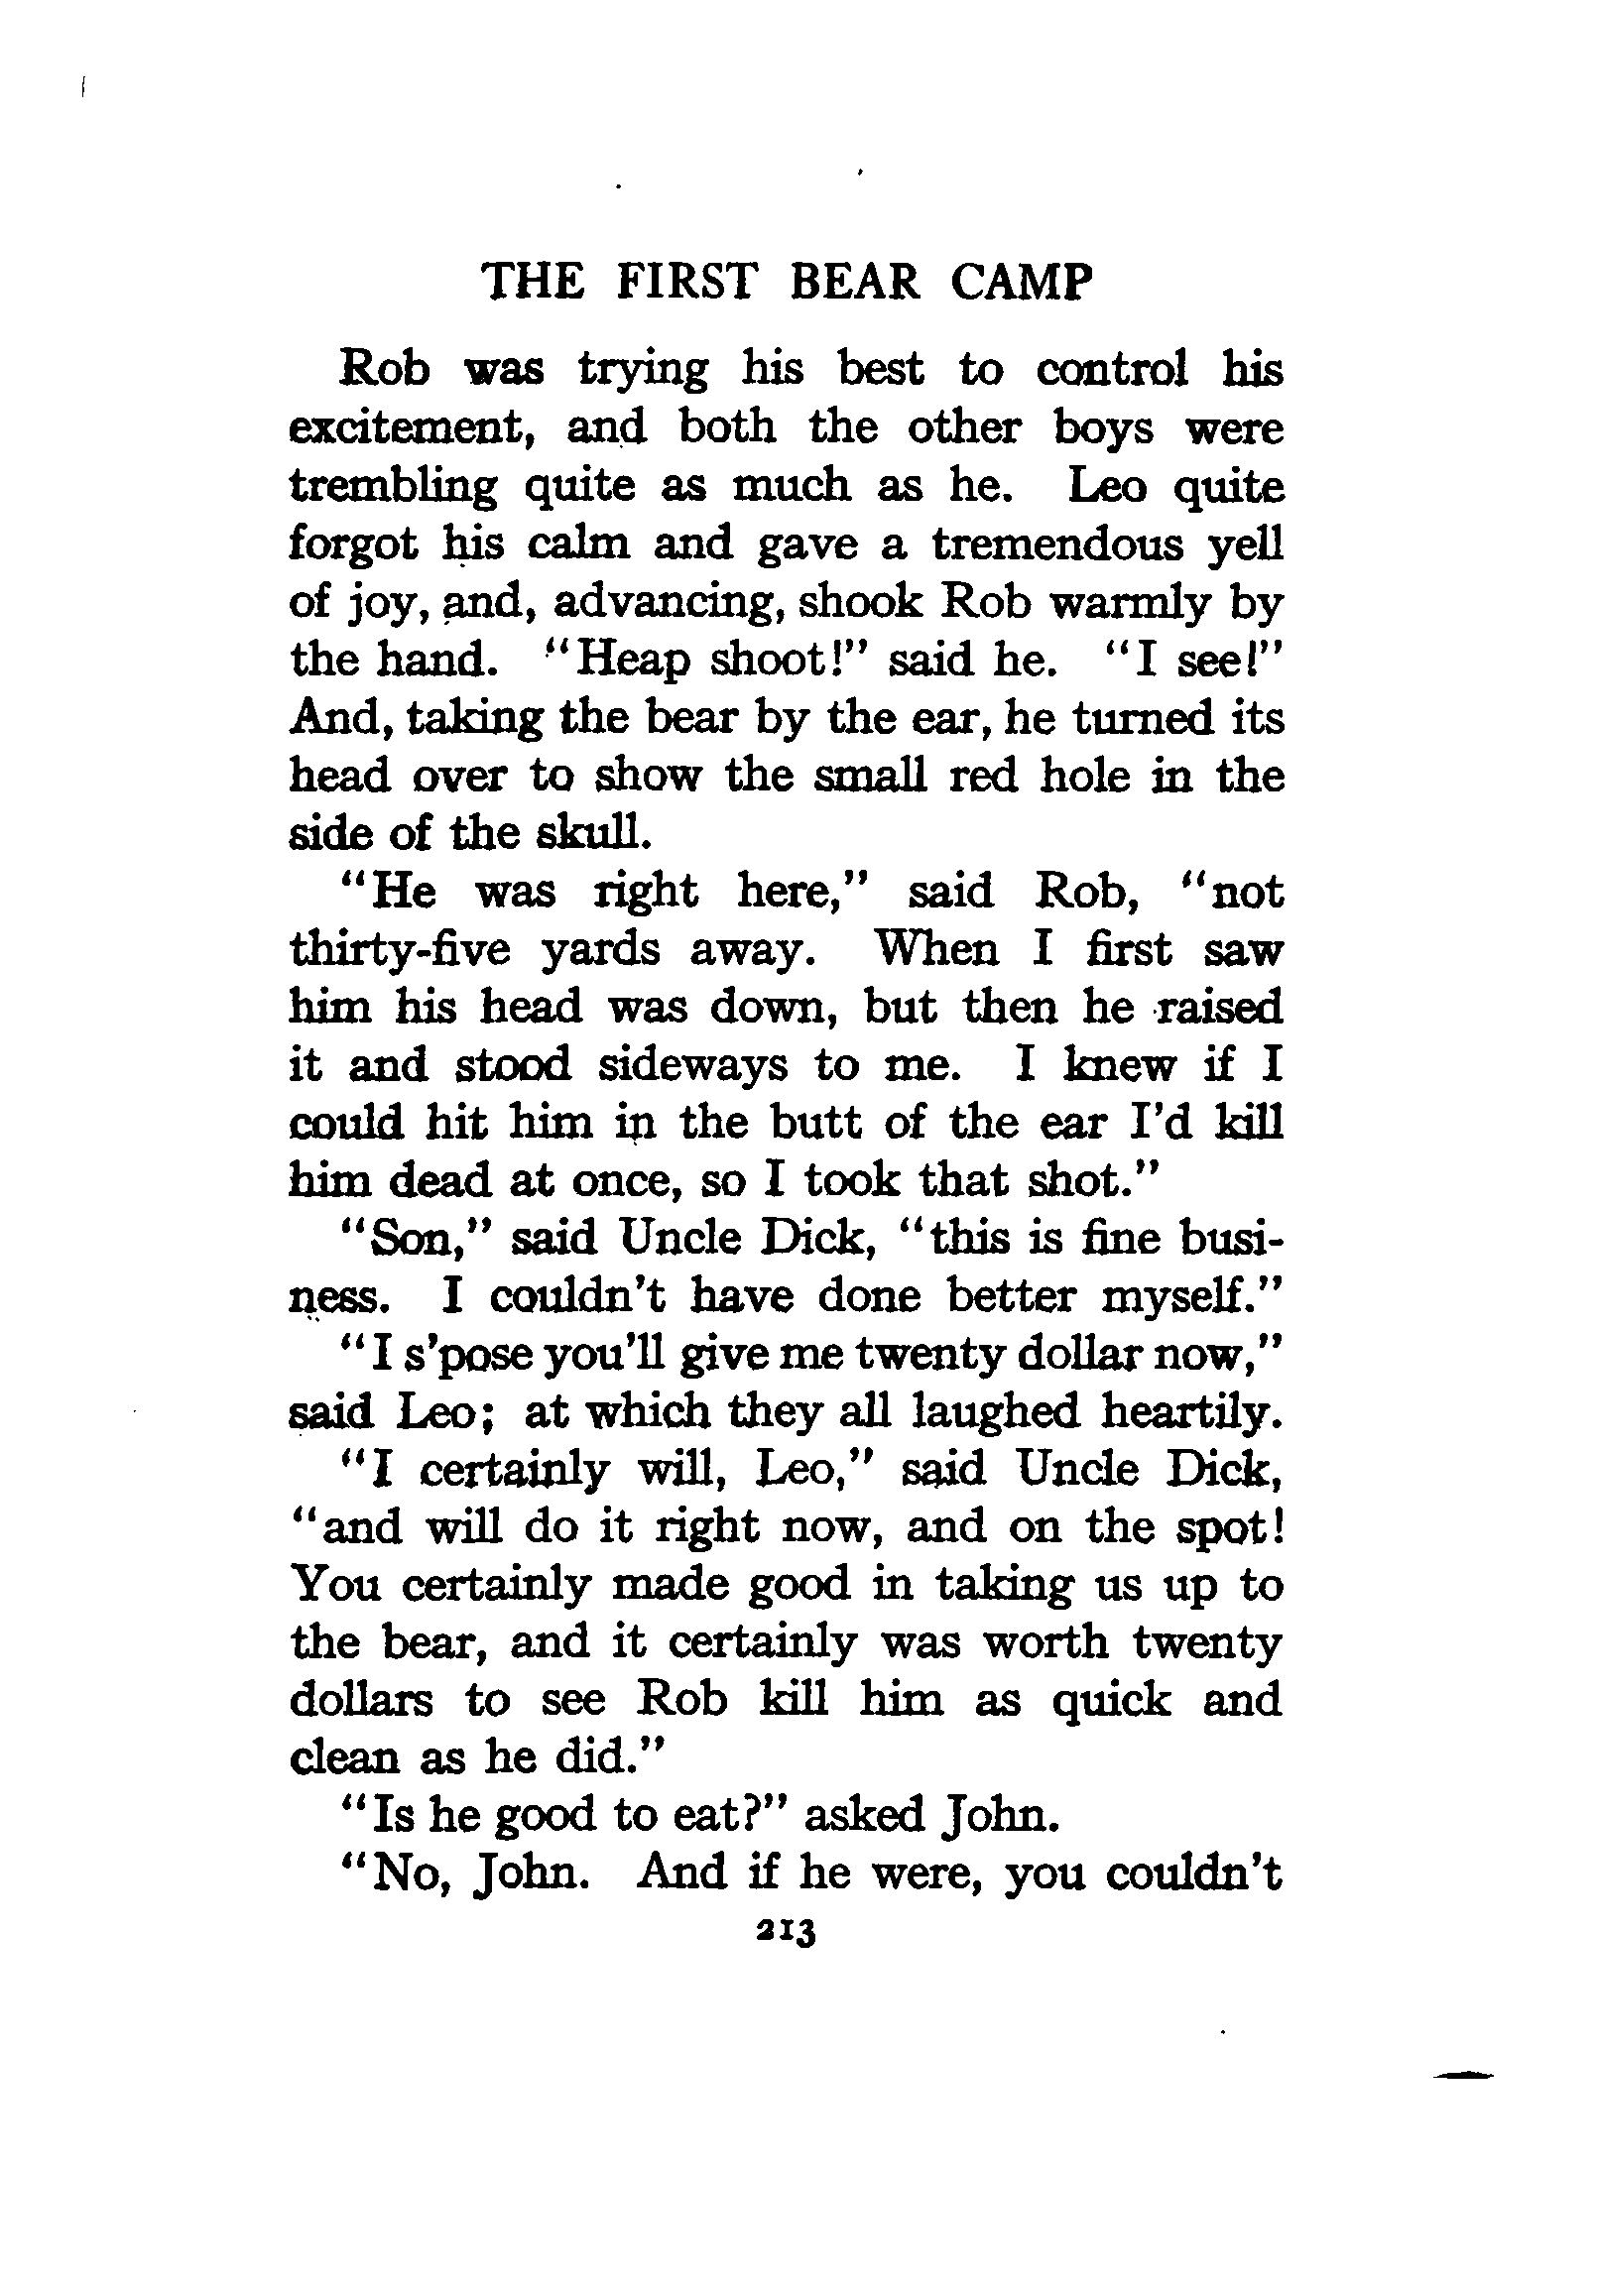 THE FIRST BEAR CAMP
Rob was trying his best to control his
excitement, and both the other boys were
trembling quite as much as he. Leo quite
forgot his calm and gave a tremendous yell
of joy, and, advancing, shook Rob warmly by
the hand. "Heap shoot!" said he. "I see!"
And, taking the bear by the ear, he turned its
head over to show the small red hole in the
side of the skull.
"He was right here," said Rob, "not
thirty-five yards away. When I first saw
him his head was down, but then he raised
it and stood sideways to me. I knew if I
could hit him in the butt of the ear I'd kill
him dead at once, so I took that shot."
"Son," said Uncle Dick, "this is fine busi-
ness. I couldn't have done better myself."
"I s'pose you'll give me twenty dollar now,"
said Leo; at which they all laughed heartily.
"I certainly will, Leo," said Uncle Dick,
"and will do it right now, and on the spot!
You certainly made good in taking us up to
the bear, and it certainly was worth twenty
dollars to see Rob kill him as quick and
clean as he did."
"Is he good to eat?" asked John.
"No, John. And if he were, you couldn't
213